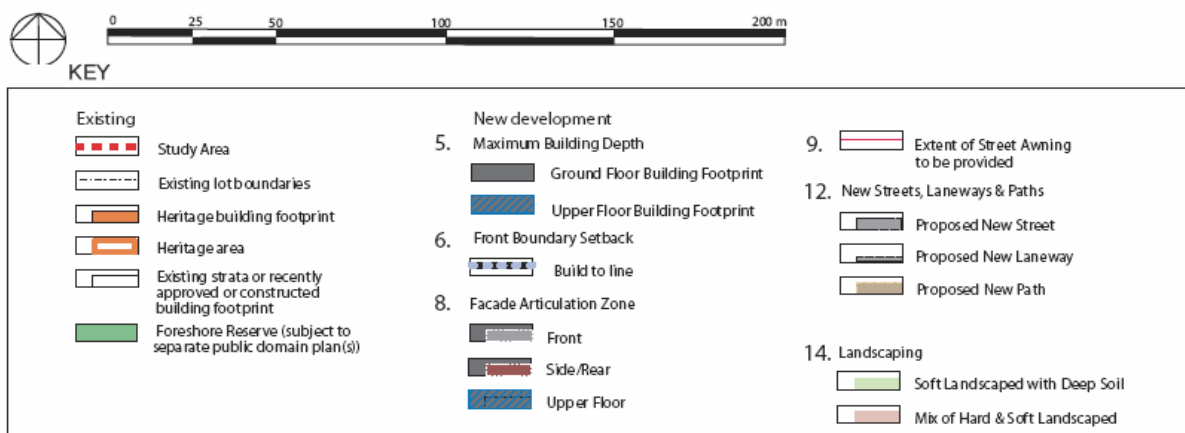 0 25 50 100 150 200 m
KEY
Existing
Study Area
Existing lot boundaries
Heritage building footprint
Heritage area
Existing strata or recently
approved or constructed
building footprint
Foreshore Reserve (subject to
separate public domain plan(s))
New development
5. Maximum Building Depth
Ground Floor Building Footprint
Upper Floor Building Footprint
6. Front Boundary Setback
Build to line
8. Facade Articulation Zone
Front
Side/Rear
Upper Floor
9. Extent of Street Awning
to be provided
12. New Streets, Laneways & Paths
Proposed New Street
Proposed New Laneway
Proposed New Path
14. Landscaping
Soft Landscaped with Deep Soil
Mix of Hard & Soft Landscaped